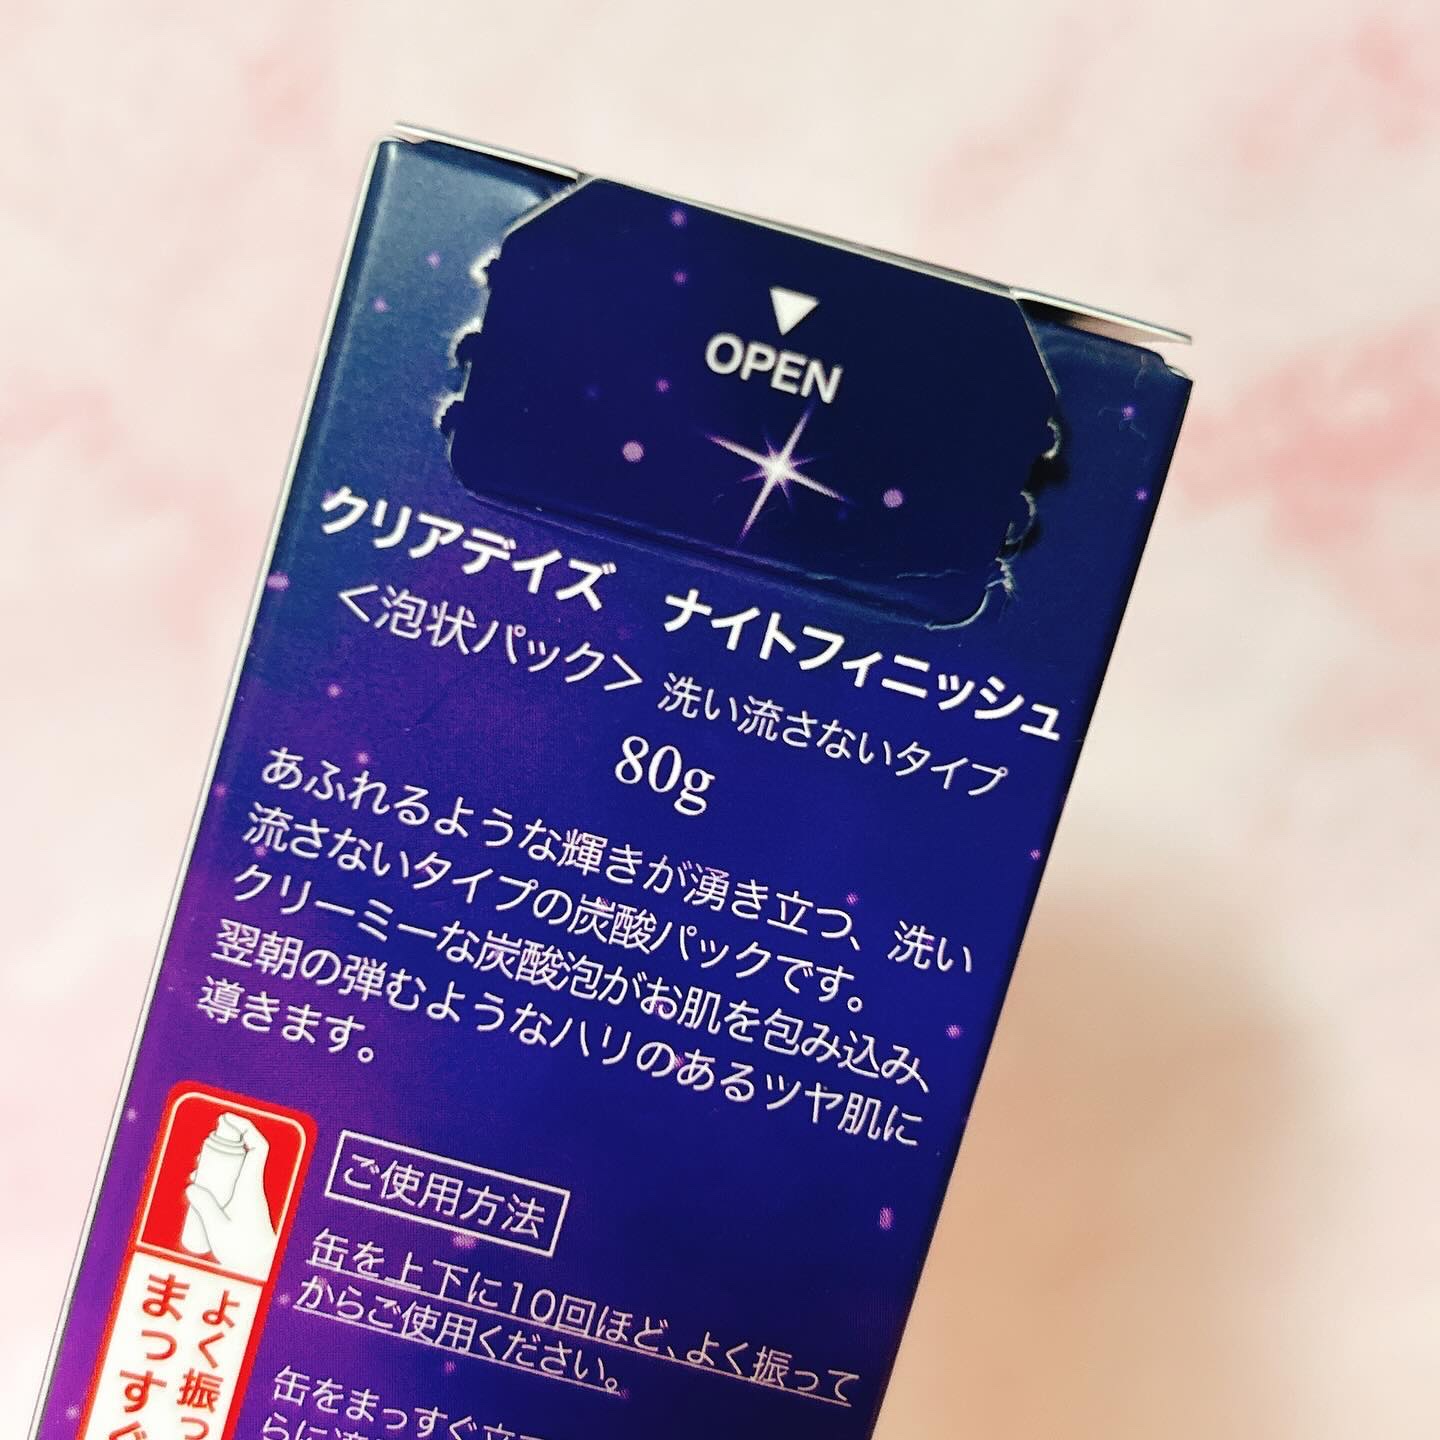 OPEN
クリアデイズ ナイトフィニッシュ
＜泡状パック＞ 洗い流さないタイプ
80g
あふれるような輝きが湧き立つ、洗い
流さないタイプの炭酸パックです。
クリーミーな炭酸泡がお肌を包み込み、
翌朝の弾むようなハリのあるツヤ肌に
導きます。
ご使用方法
缶を上下に10回ほど、よく振って
からご使用ください。
缶をまっすぐ立
よく振っ
まっすぐ